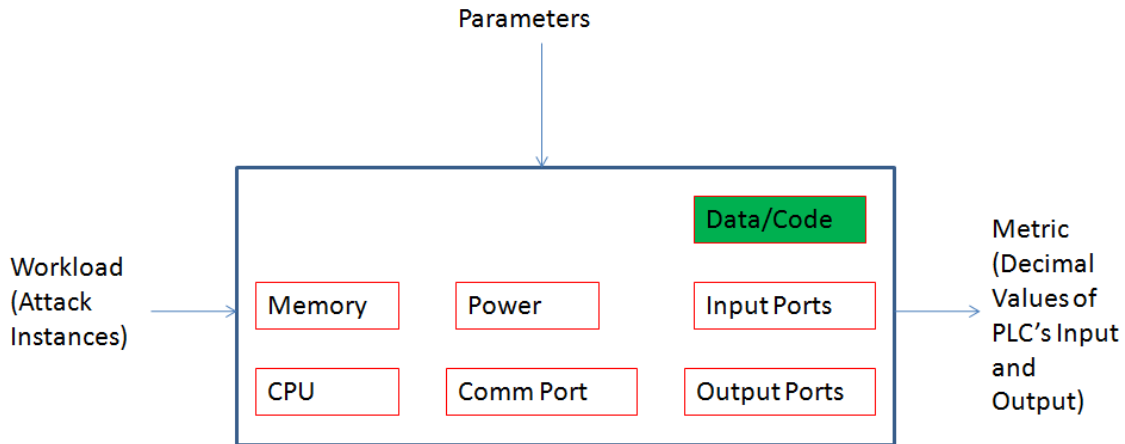 Parameters
Data/Code
Workload
(Attack
Instances)
Memory
Power
Input Ports
CPU
Comm Port
Output Ports
Metric
(Decimal
Values of
PLC's Input
and
Output)